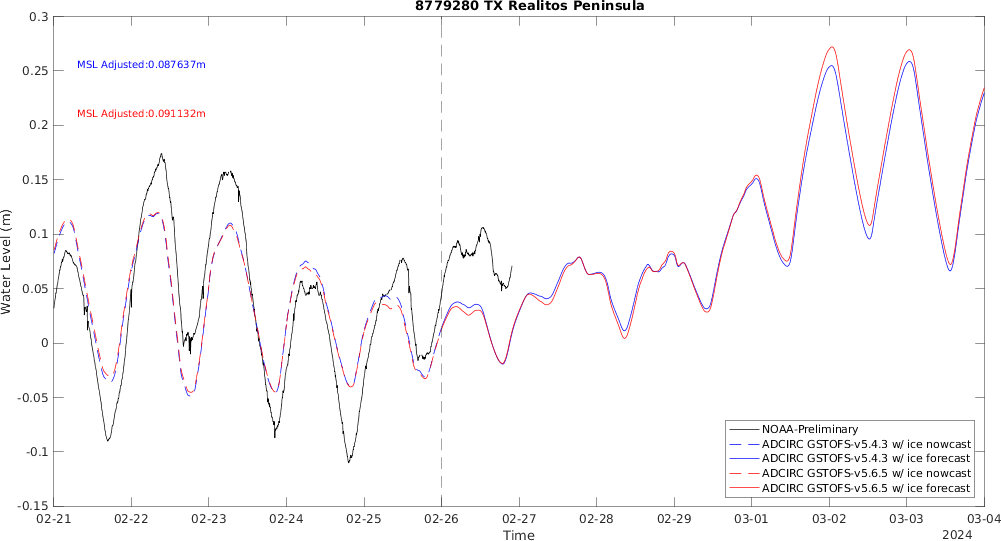 8779280 TX Realitos Peninsula
Water Level (m)
0.3
0.25
0.2
0.15
0.1
0.05
0
-0.05
-0.1
-0.15
MSL Adjusted:0.087637m
MSL Adjusted:0.091132m
NOAA-Preliminary
ADCIRC GSTOFS-v5.4.3 w/ ice nowcast
ADCIRC GSTOFS-v5.4.3 w/ ice forecast
ADCIRC GSTOFS-v5.6.5 w/ ice nowcast
ADCIRC GSTOFS-v5.6.5 w/ ice forecast
02-21 02-22 02-23 02-24 02-25 02-26 02-27 02-28 02-29 03-01 03-02 03-03 03-04
Time
2024